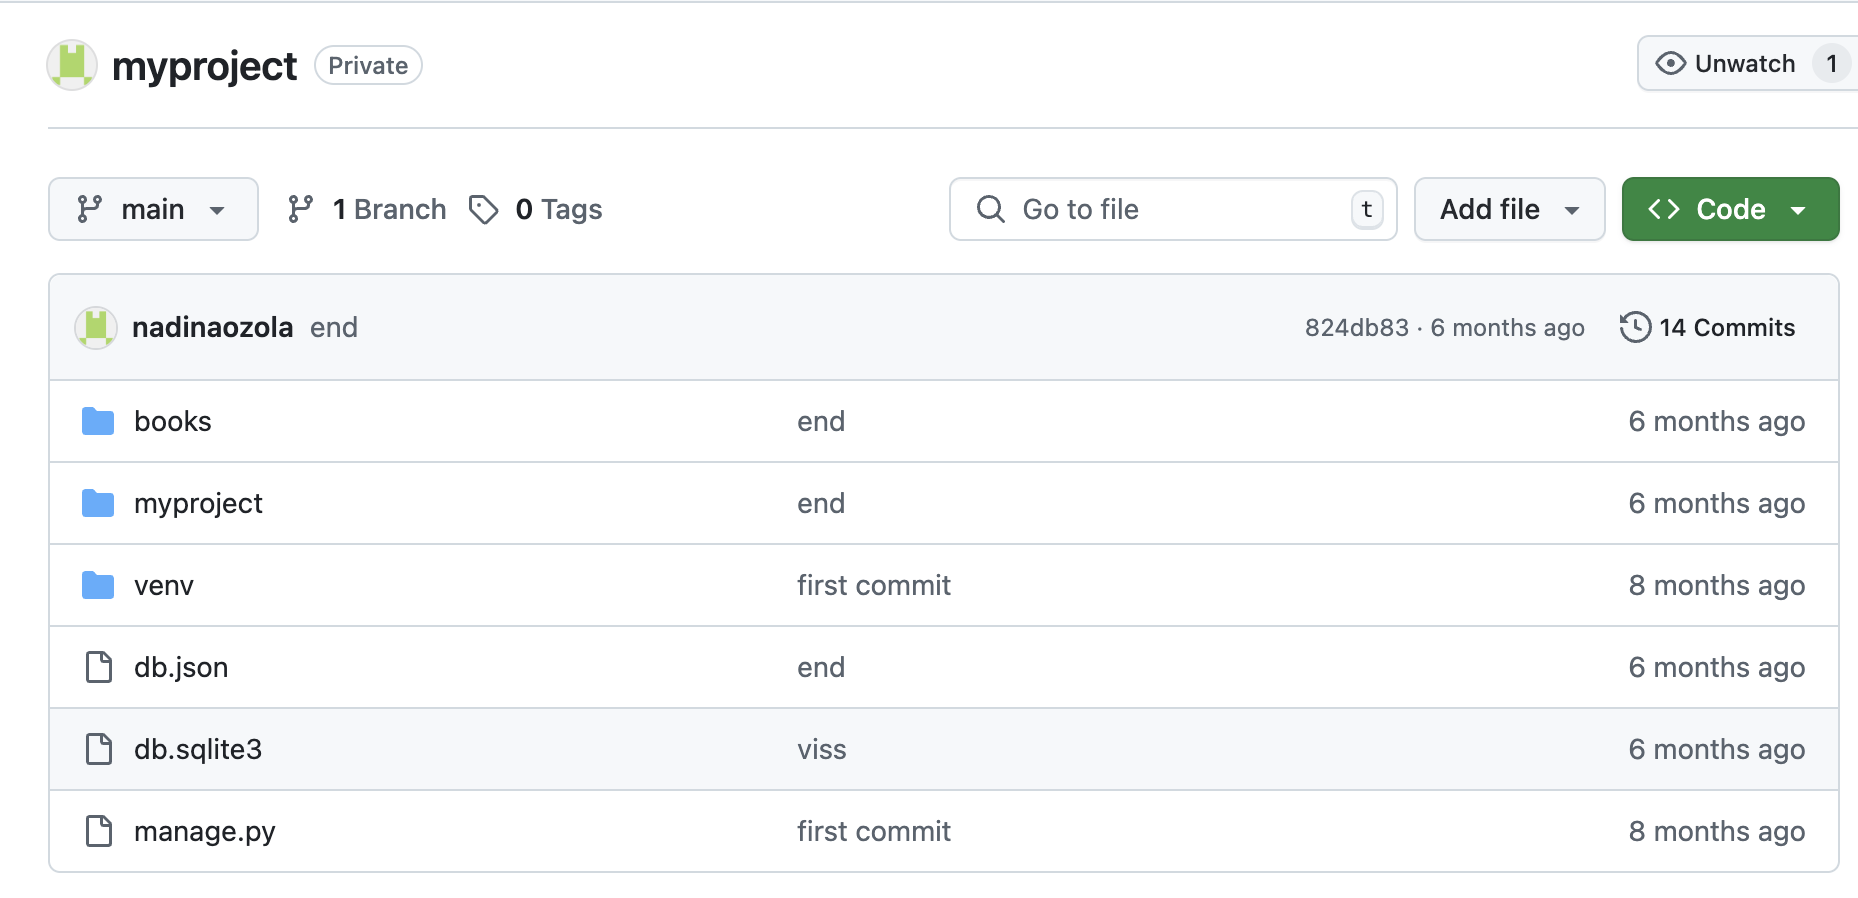 myproject Private Unwatch 1
main 1 Branch 0 Tags Go to file t Add file Code
nadinaozola end 824db83 · 6 months ago 14 Commits
books end 6 months ago
myproject end 6 months ago
venv first commit 8 months ago
db.json end 6 months ago
db.sqlite3 viss 6 months ago
manage.py first commit 8 months ago